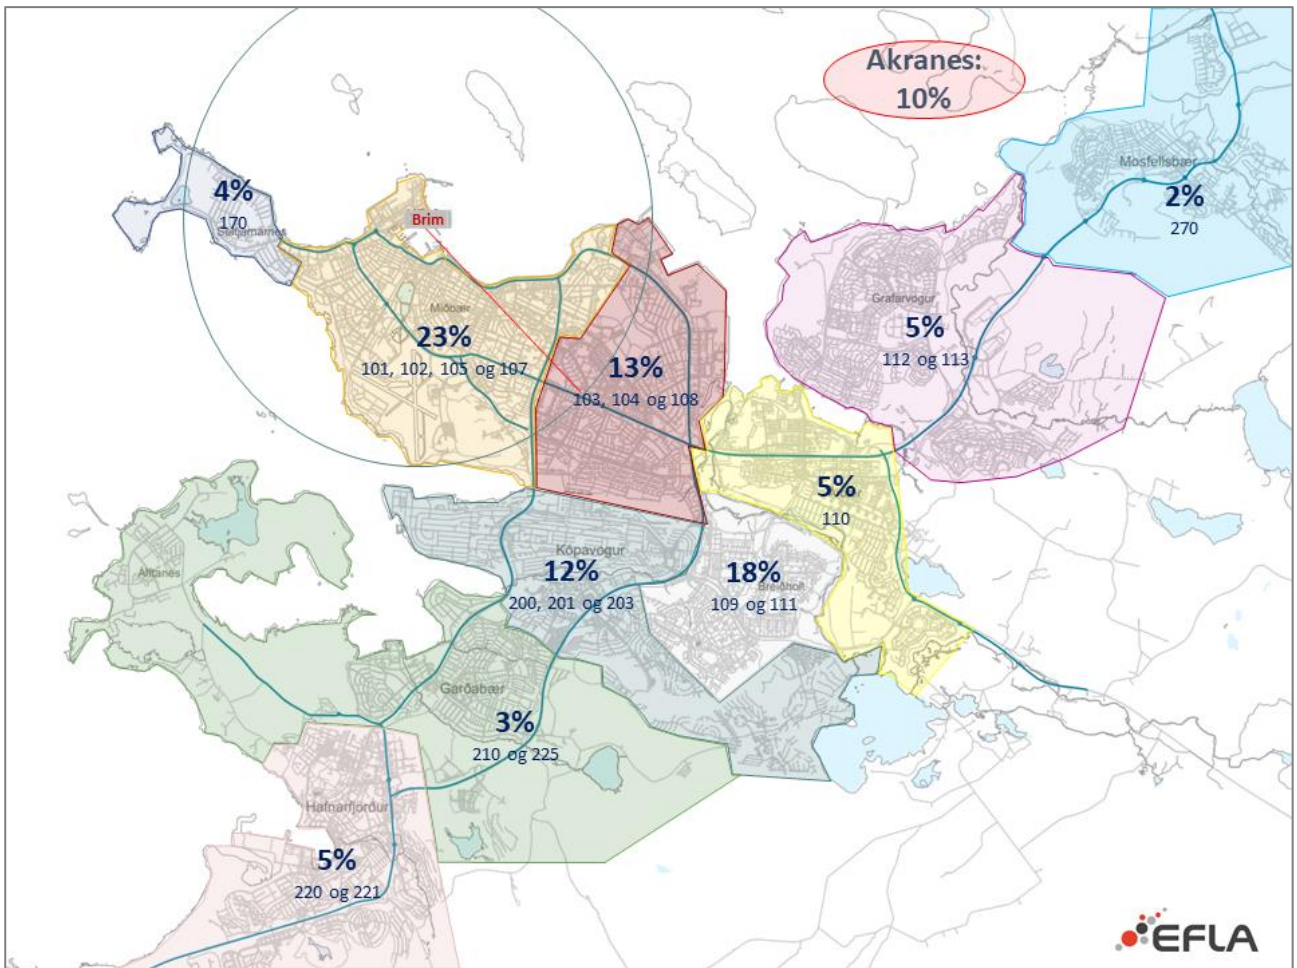 Akranes:
10%
Mosfellsbær
2%
270
4%
170
Seltjarnarnes
Brim
Miðbær
23%
101, 102, 105 og 107
13%
103, 104 og 108
Grafarvogur
5%
112 og 113
5%
110
Kópavogur
12%
200, 201 og 203
18%
Breiðholt
109 og 111
Álftanes
Garðabær
3%
210 og 225
Hafnarfjörður
5%
220 og 221
EFLA